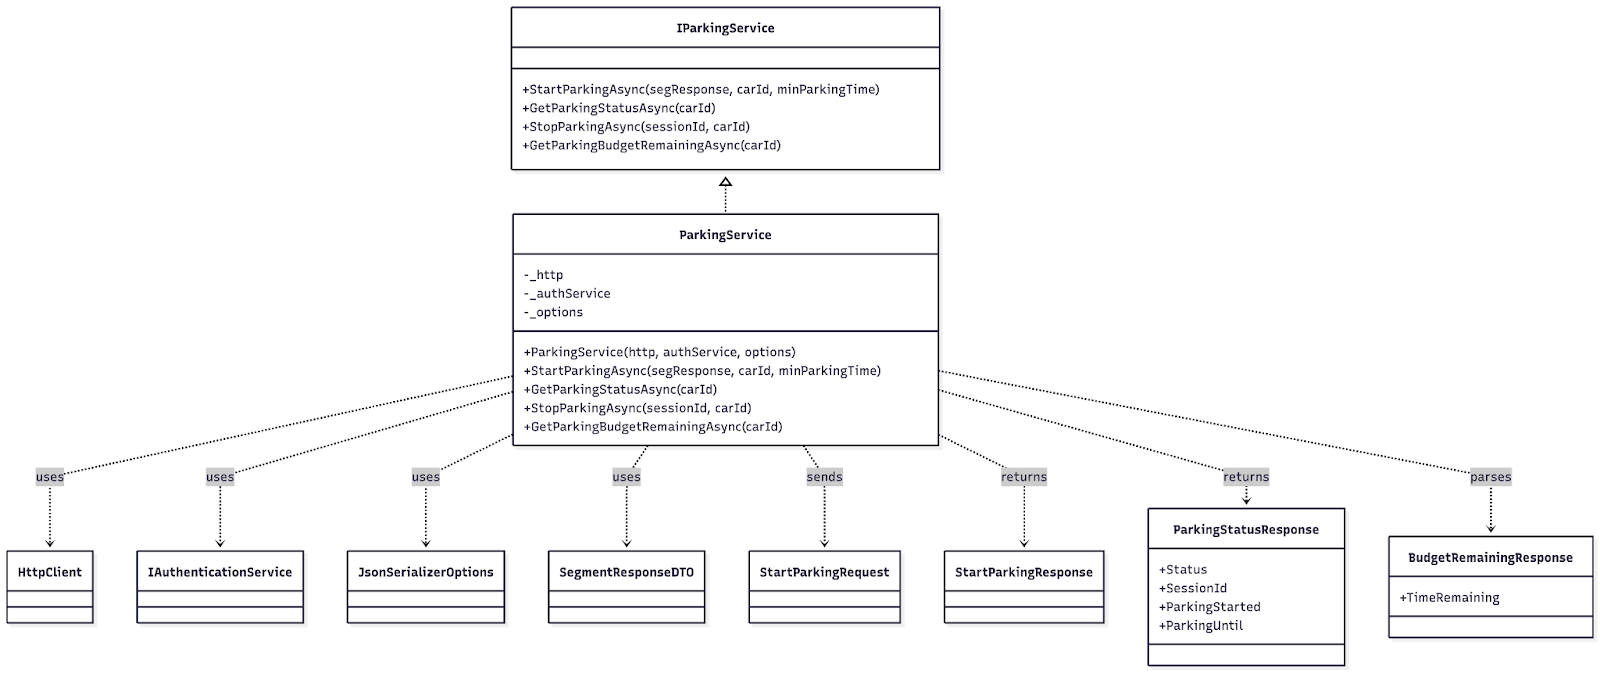 IParkingService
+StartParkingAsync(segResponse, carId, minParkingTime)
+GetParkingStatusAsync(carId)
+StopParkingAsync(sessionId, carId)
+GetParkingBudgetRemainingAsync(carId)
ParkingService
-_http
-_authService
-_options
+ParkingService(http, authService, options)
+StartParkingAsync(segResponse, carId, minParkingTime)
+GetParkingStatusAsync(carId)
+StopParkingAsync(sessionId, carId)
+GetParkingBudgetRemainingAsync(carId)
uses
uses
uses
uses
sends
returns
returns
parses
HttpClient
IAuthenticationService
JsonSerializerOptions
SegmentResponseDTO
StartParkingRequest
StartParkingResponse
ParkingStatusResponse
+Status
+SessionId
+ParkingStarted
+ParkingUntil
BudgetRemainingResponse
+TimeRemaining